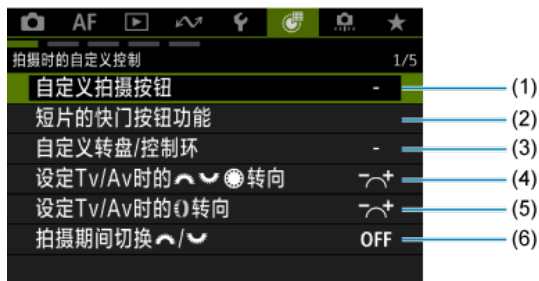 AF
拍摄时的自定义控制 1/5
自定义拍摄按钮 - (1)
短片的快门按钮功能 (2)
自定义转盘/控制环 - (3)
设定Tv/Av时的转向 -+ (4)
设定Tv/Av时的转向 -+ (5)
拍摄期间切换/ OFF (6)